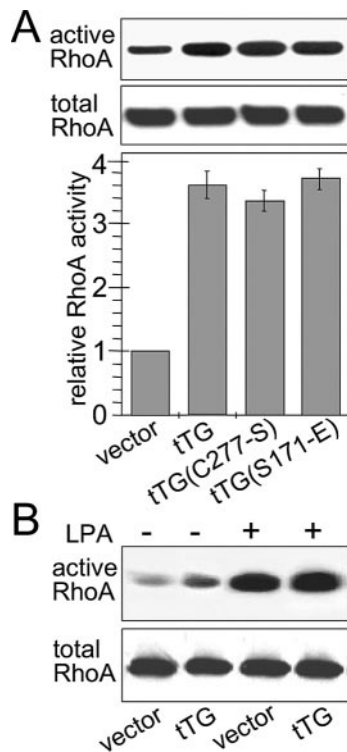 A
active
RhoA
total
RhoA
relative RhoA activity
4
3
2
1
0
vector
tTG
tTG(C277-S)
tTG(S171-E)
B
LPA - - + +
active
RhoA
total
RhoA
vector tTG vector tTG